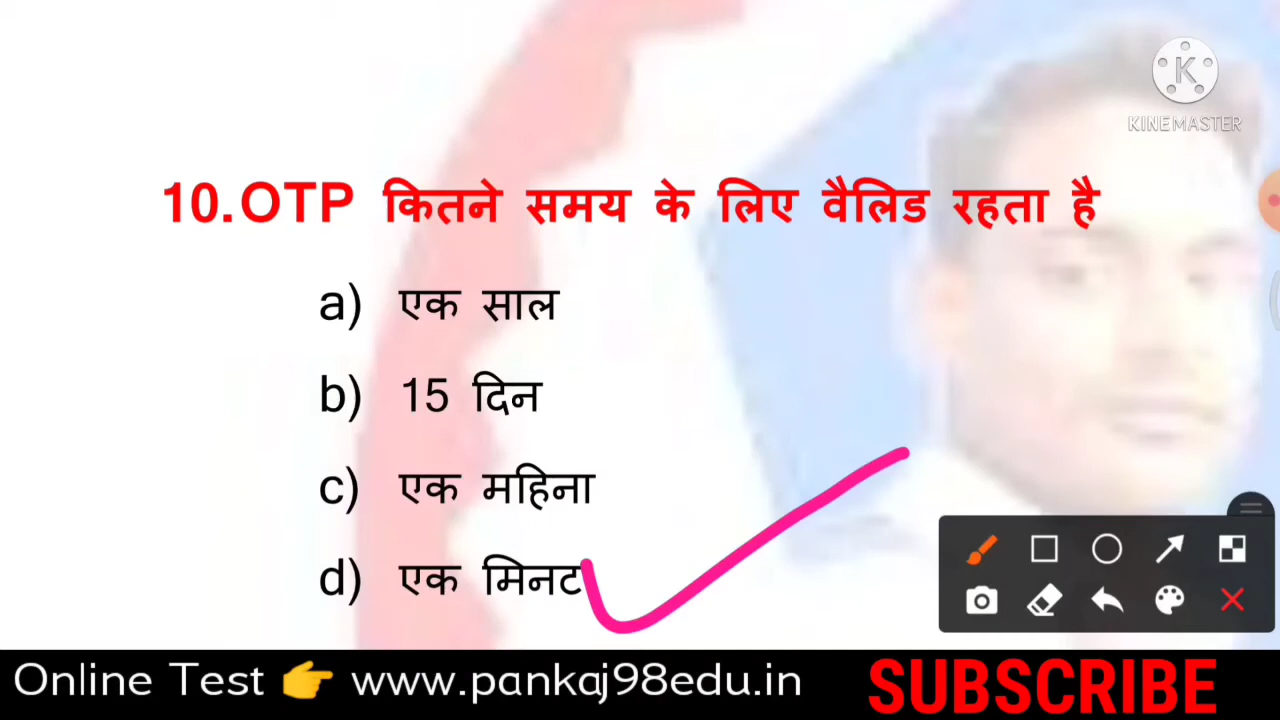 KINEMASTER
10.OTP कितने समय के लिए वैलिड रहता है
a) एक साल
b) 15 दिन
c) एक महिना
d) एक मिनट
Online Test 👉 www.pankaj98edu.in
SUBSCRIBE